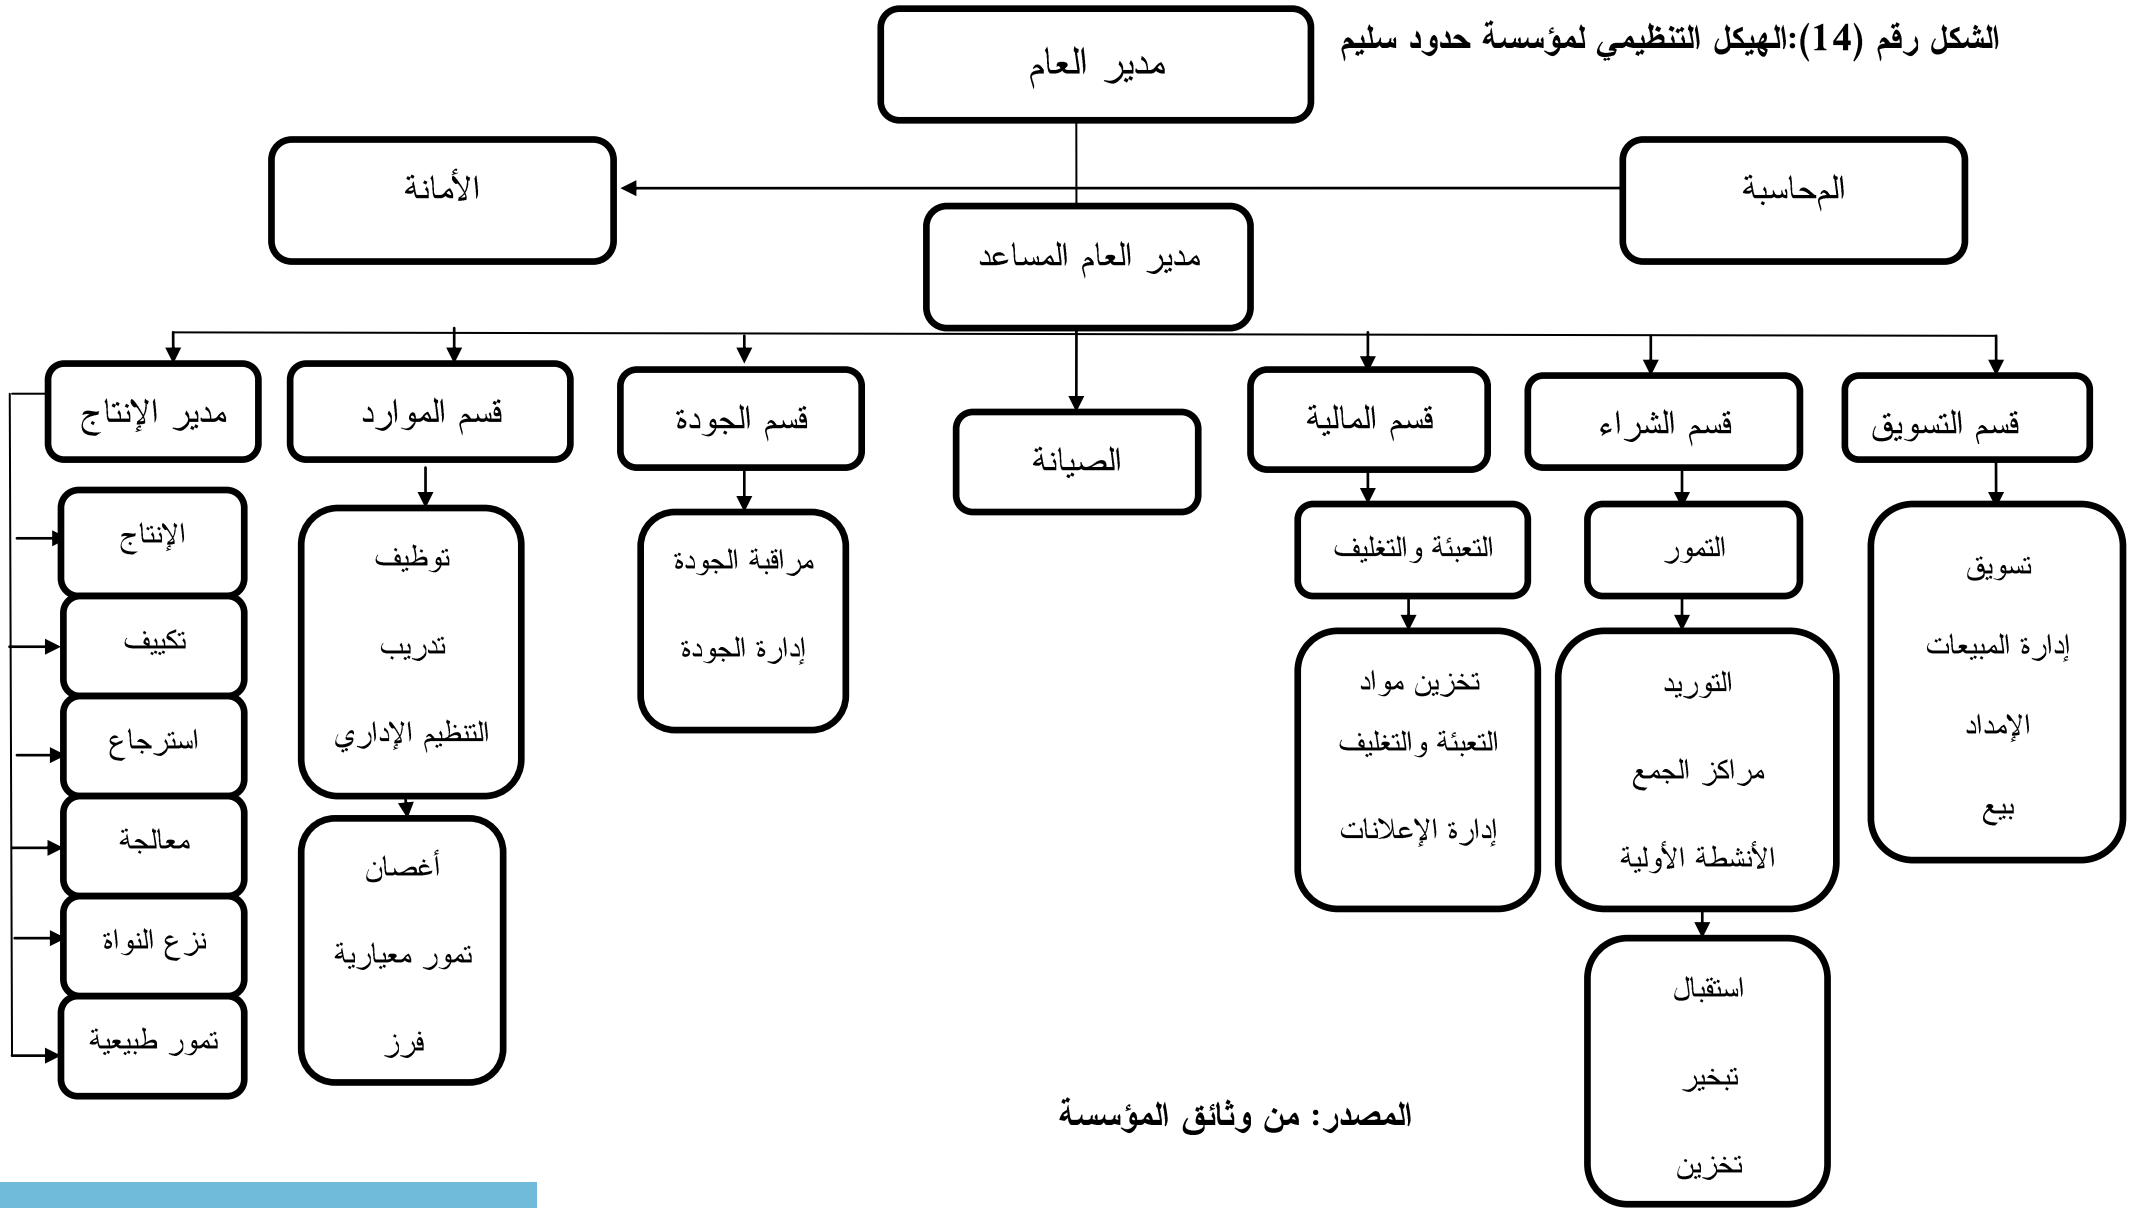 الشكل رقم (14):الهيكل التنظيمي لمؤسسة حدود سليم
مدير العام
المحاسبة
الأمانة
مدير العام المساعد
قسم التسويق
قسم الشراء
قسم المالية
الصيانة
قسم الجودة
قسم الموارد
مدير الإنتاج
تسويق
إدارة المبيعات
الإمداد
بيع
التمور
التوريد
مراكز الجمع
الأنشطة الأولية
استقبال
تبخير
تخزين
التعبئة والتغليف
تخزين مواد
التعبئة والتغليف
إدارة الإعلانات
مراقبة الجودة
إدارة الجودة
توظيف
تدريب
التنظيم الإداري
أغصان
تمور معيارية
فرز
الإنتاج
تكييف
استرجاع
معالجة
نزع النواة
تمور طبيعية
المصدر: من وثائق المؤسسة